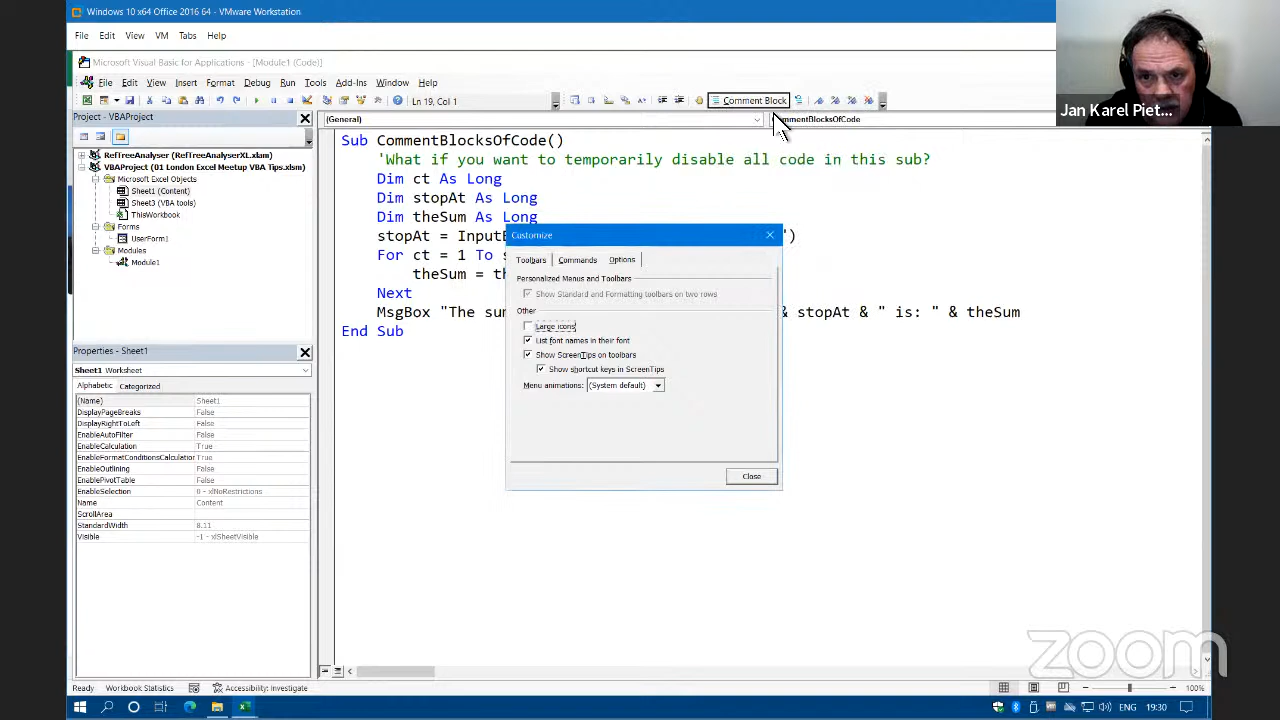 Windows 10 x64 Office 2016 64 - VMware Workstation
File Edit View VM Tabs Help
Microsoft Visual Basic for Applications - [Module1 (Code)]
File Edit View Insert Format Debug Run Tools Add-Ins Window Help
Ln 19, Col 1
Comment Block
Jan Karel Piet...
Project - VBAProject
(General)
mmentBlocksOfCode
RefTreeAnalyser (RefTreeAnalyserXL.xlam)
VBAProject (01 London Excel Meetup VBA Tips.xlsm)
Microsoft Excel Objects
Sheet1 (Content)
Sheet3 (VBA tools)
ThisWorkbook
Forms
UserForm1
Modules
Module1
Sub CommentBlocksOfCode()
'What if you want to temporarily disable all code in this sub?
Dim ct As Long
Dim stopAt As Long
Dim theSum As Long
stopAt = InputB
")
For ct = 1 To s
theSum = th
Next
MsgBox "The sum
& stopAt & " is: " & theSum
End Sub
Customize
Toolbars Commands Options
Personalized Menus and Toolbars
Show Standard and Formatting toolbars on two rows
Other
Large icons
List font names in their font
Show ScreenTips on toolbars
Show shortcut keys in ScreenTips
Menu animations: (System default)
Close
Properties - Sheet1
Sheet1 Worksheet
Alphabetic Categorized
(Name) Sheet1
DisplayPageBreaks False
DisplayRightToLeft False
EnableAutoFilter False
EnableCalculation True
EnableFormatConditionsCalculation True
EnableOutlining False
EnablePivotTable False
EnableSelection 0 - xlNoRestrictions
Name Content
ScrollArea
StandardWidth 8.11
Visible -1 - xlSheetVisible
zoom
Ready Workbook Statistics Accessibility: Investigate
100%
ENG 19:30